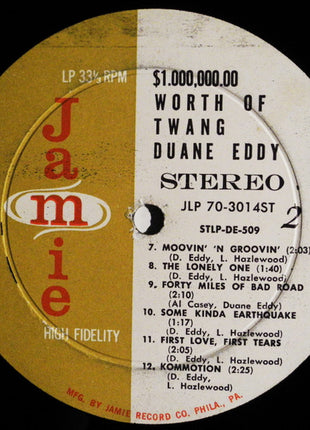 LP 33⅓ RPM
$1.000,000.00
WORTH OF
TWANG
DUANE EDDY
Jamie
STEREO
JLP 70-3014ST
2
STLP-DE-509
7. MOOVIN' 'N GROOVIN' (2:03)
(D. Eddy, L. Hazlewood)
8. THE LONELY ONE (1:40)
(D. Eddy, L. Hazlewood)
9. FORTY MILES OF BAD ROAD
(2:10)
(Al Casey, Duane Eddy)
10. SOME KINDA EARTHQUAKE
(1:17)
(D. Eddy, L. Hazlewood)
11. FIRST LOVE, FIRST TEARS
(2:05)
(D. Eddy, L. Hazlewood)
12. KOMMOTION (2:25)
(D. Eddy,
L. Hazlewood)
HIGH FIDELITY
MFG. BY JAMIE RECORD CO. PHILA., PA.